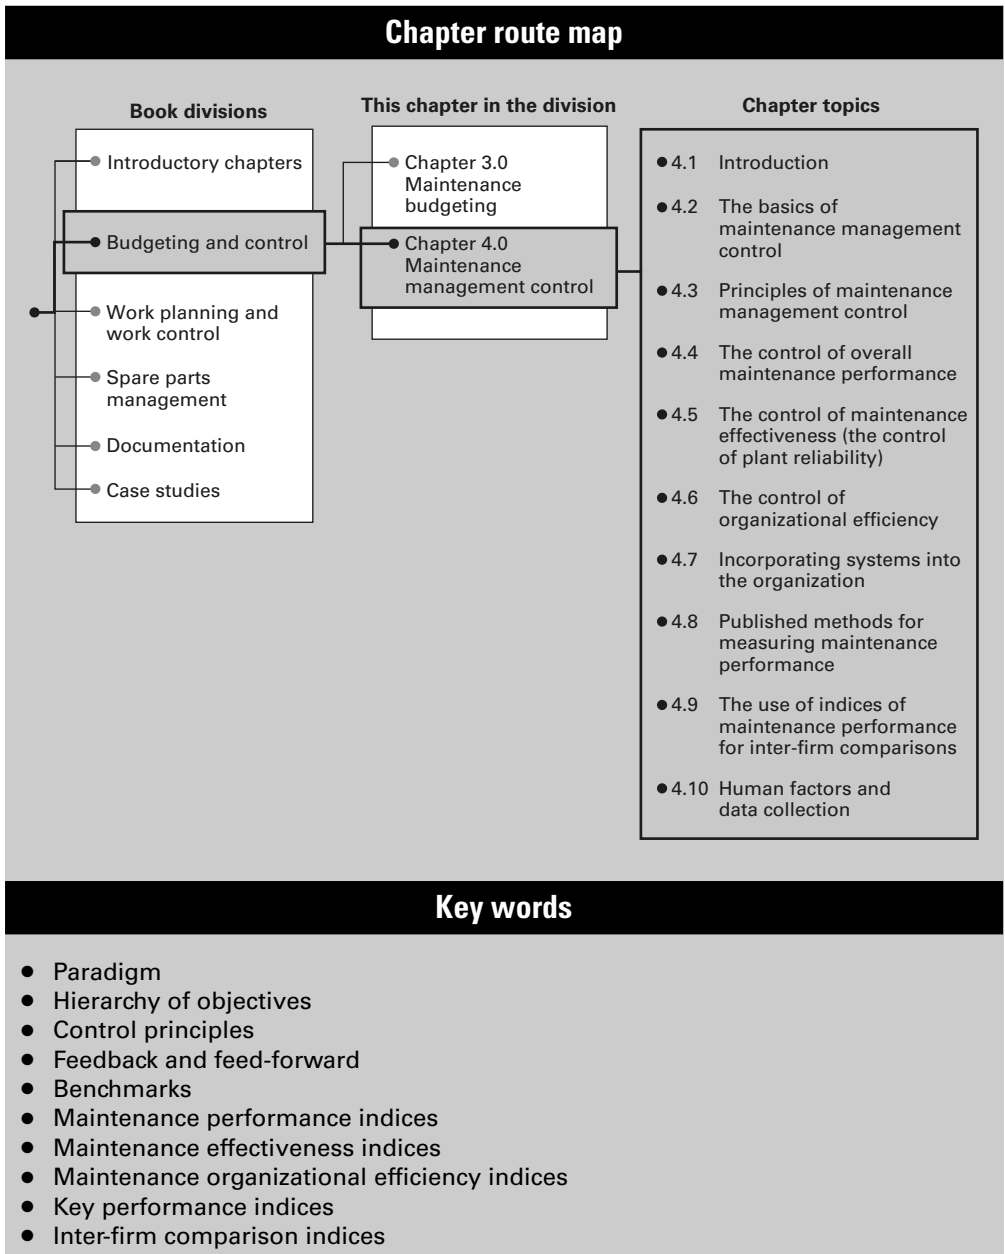 Chapter route map
Book divisions
Introductory chapters
Budgeting and control
Work planning and
work control
Spare parts
management
Documentation
Case studies
This chapter in the division
Chapter 3.0
Maintenance
budgeting
Chapter 4.0
Maintenance
management control
Chapter topics
4.1 Introduction
4.2 The basics of
maintenance management
control
4.3 Principles of maintenance
management control
4.4 The control of overall
maintenance performance
4.5 The control of maintenance
effectiveness (the control
of plant reliability)
4.6 The control of
organizational efficiency
4.7 Incorporating systems into
the organization
4.8 Published methods for
measuring maintenance
performance
4.9 The use of indices of
maintenance performance
for inter-firm comparisons
4.10 Human factors and
data collection
Key words
• Paradigm
• Hierarchy of objectives
• Control principles
• Feedback and feed-forward
• Benchmarks
• Maintenance performance indices
• Maintenance effectiveness indices
• Maintenance organizational efficiency indices
• Key performance indices
• Inter-firm comparison indices